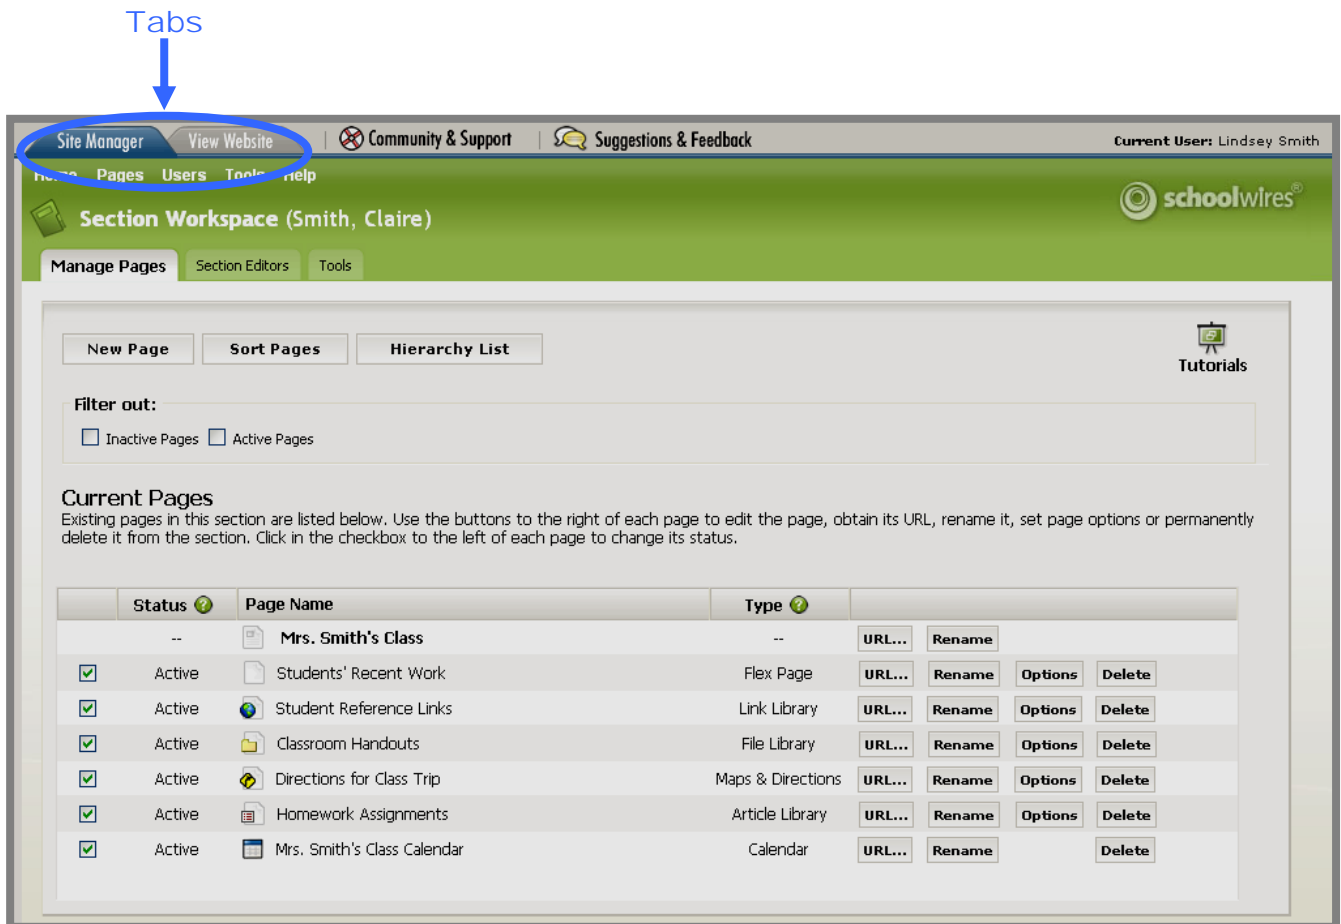 Tabs
Site Manager View Website Community & Support Suggestions & Feedback Current User: Lindsey Smith
Home Pages Users Tools Help
Section Workspace (Smith, Claire) schoolwires®
Manage Pages Section Editors Tools
New Page Sort Pages Hierarchy List
Tutorials
Filter out:
Inactive Pages Active Pages
Current Pages
Existing pages in this section are listed below. Use the buttons to the right of each page to edit the page, obtain its URL, rename it, set page options or permanently
delete it from the section. Click in the checkbox to the left of each page to change its status.
Status Page Name Type
-- Mrs. Smith's Class -- URL... Rename
Active Students' Recent Work Flex Page URL... Rename Options Delete
Active Student Reference Links Link Library URL... Rename Options Delete
Active Classroom Handouts File Library URL... Rename Options Delete
Active Directions for Class Trip Maps & Directions URL... Rename Options Delete
Active Homework Assignments Article Library URL... Rename Options Delete
Active Mrs. Smith's Class Calendar Calendar URL... Rename Delete